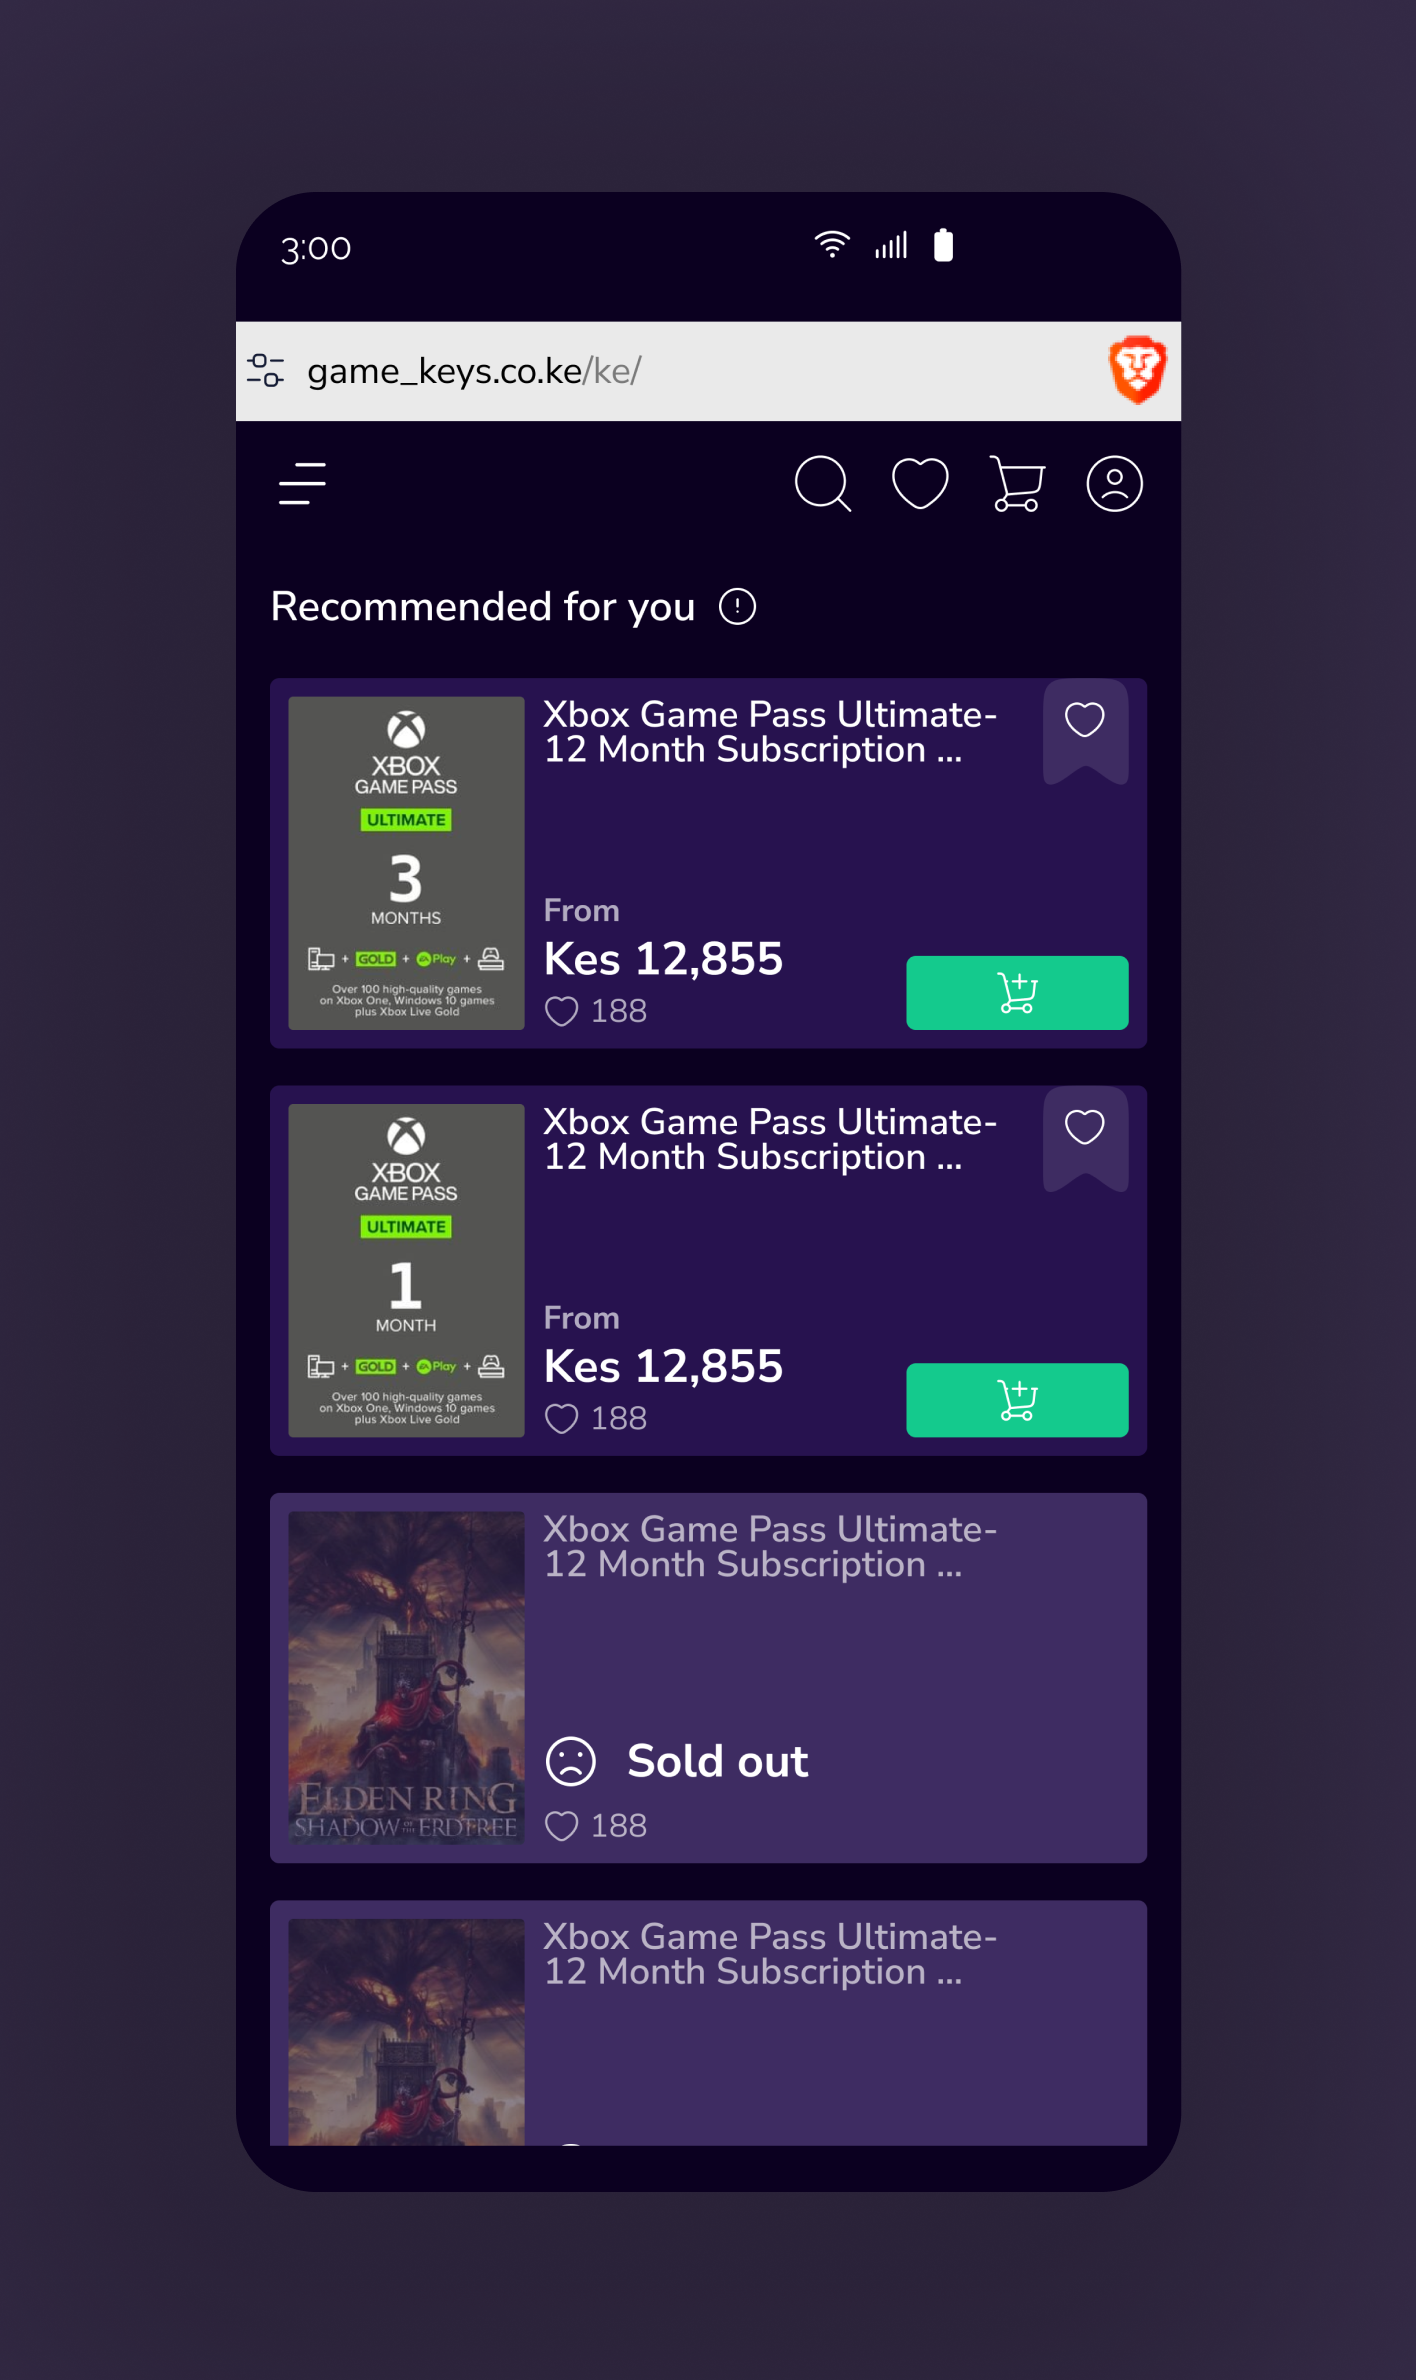 3:00
game_keys.co.ke/ke/
Recommended for you
XBOX
GAME PASS
ULTIMATE
3
MONTHS
+ GOLD + EA Play +
Over 100 high-quality games
on Xbox One, Windows 10 games
plus Xbox Live Gold
Xbox Game Pass Ultimate-
12 Month Subscription ...
From
Kes 12,855
188
XBOX
GAME PASS
ULTIMATE
1
MONTH
+ GOLD + EA Play +
Over 100 high-quality games
on Xbox One, Windows 10 games
plus Xbox Live Gold
Xbox Game Pass Ultimate-
12 Month Subscription ...
From
Kes 12,855
188
ELDEN RING
SHADOW OF THE ERDTREE
Xbox Game Pass Ultimate-
12 Month Subscription ...
Sold out
188
Xbox Game Pass Ultimate-
12 Month Subscription ...